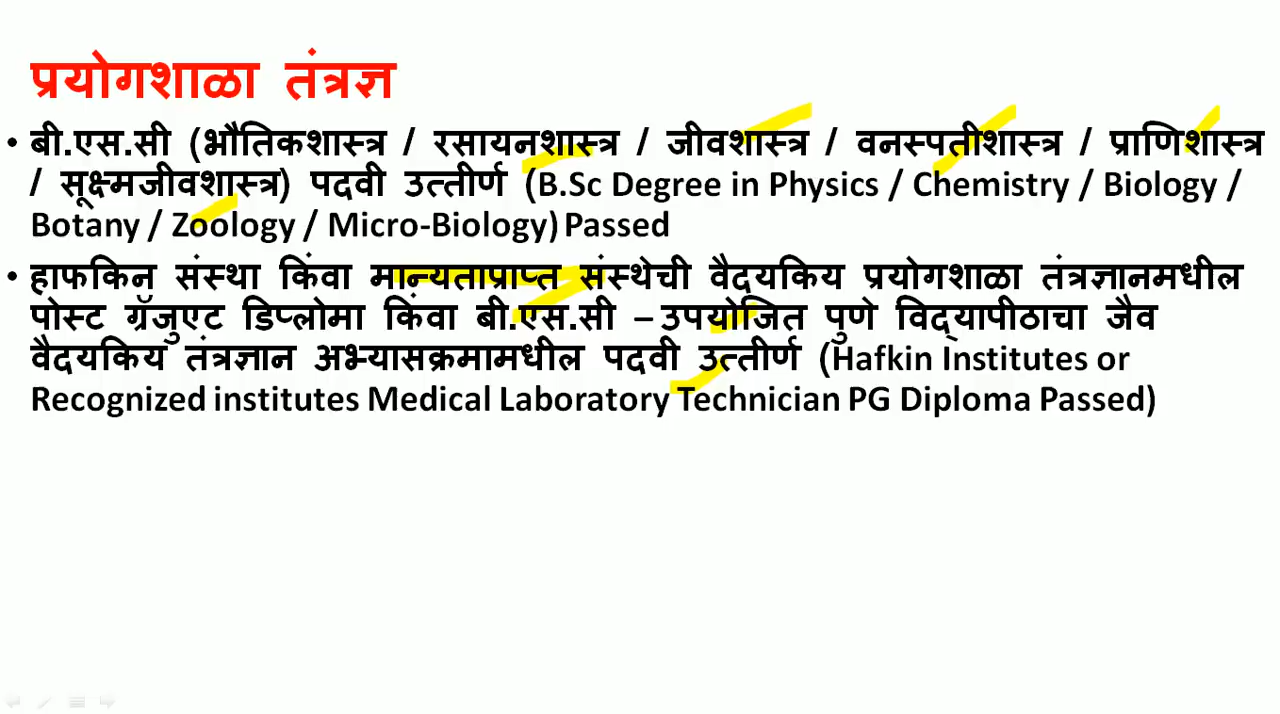 प्रयोगशाळा तंत्रज्ञ
• बी.एस.सी (भौतिकशास्त्र / रसायनशास्त्र / जीवशास्त्र / वनस्पतीशास्त्र / प्राणिशास्त्र
/ सूक्ष्मजीवशास्त्र) पदवी उत्तीर्ण (B.Sc Degree in Physics / Chemistry / Biology /
Botany / Zoology / Micro-Biology) Passed
• हाफकिन संस्था किंवा मान्यताप्राप्त संस्थेची वैदयकिय प्रयोगशाळा तंत्रज्ञानमधील
पोस्ट ग्रॅजुएट डिप्लोमा किंवा बी.एस.सी – उपयोजित पुणे विद्‌यापीठाचा जैव
वैदयकिय तंत्रज्ञान अभ्यासक्रमामधील पदवी उत्तीर्ण (Hafkin Institutes or
Recognized institutes Medical Laboratory Technician PG Diploma Passed)